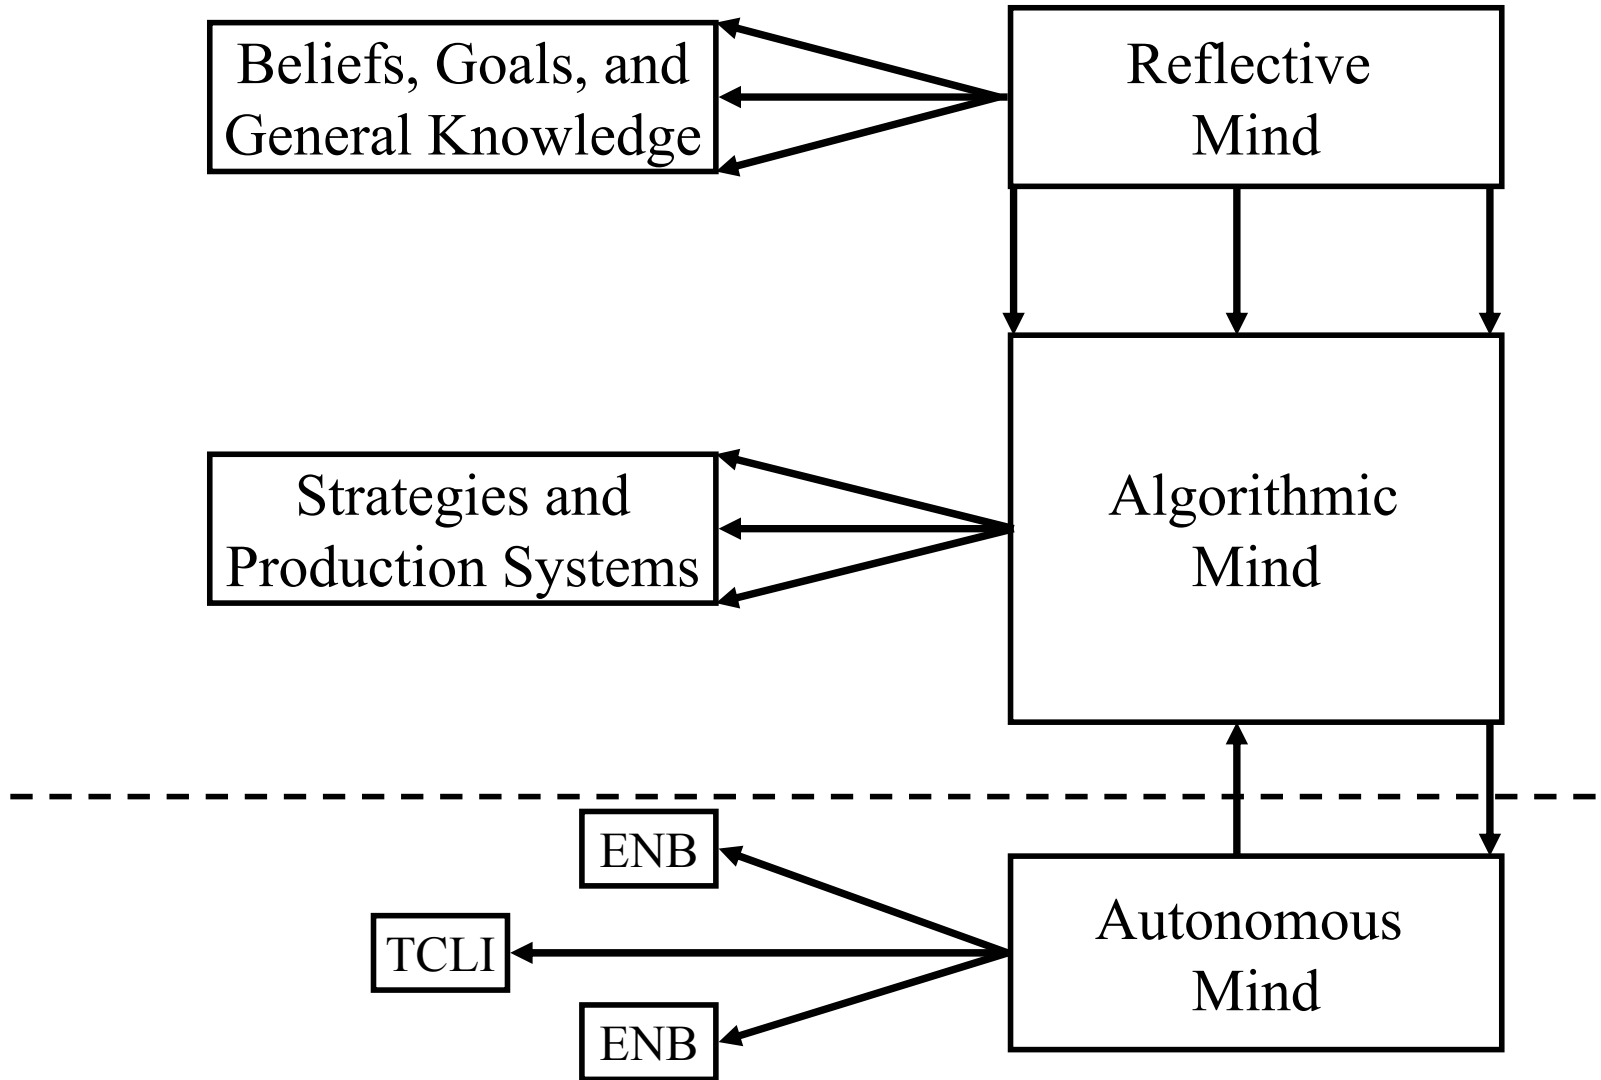 Beliefs, Goals, and
General Knowledge
Reflective
Mind
Strategies and
Production Systems
Algorithmic
Mind
ENB
TCLI
ENB
Autonomous
Mind